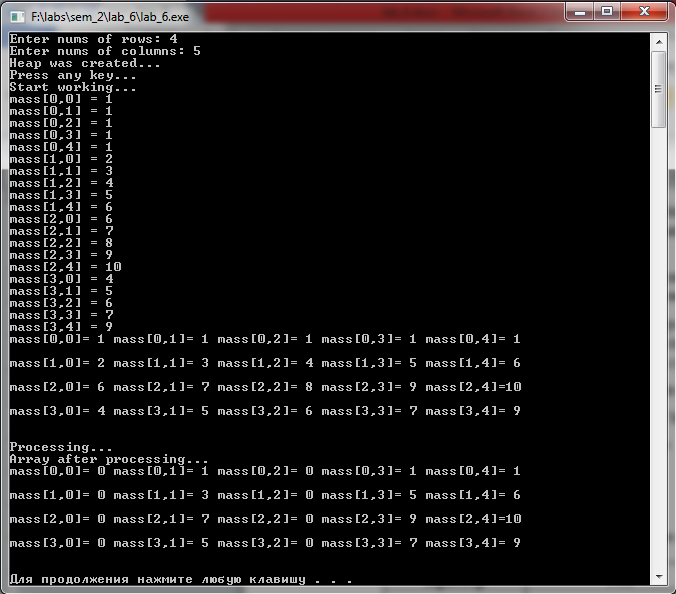 F:\labs\sem_2\lab_6\lab_6.exe
Enter nums of rows: 4
Enter nums of columns: 5
Heap was created...
Press any key...
Start working...
mass[0,0] = 1
mass[0,1] = 1
mass[0,2] = 1
mass[0,3] = 1
mass[0,4] = 1
mass[1,0] = 2
mass[1,1] = 3
mass[1,2] = 4
mass[1,3] = 5
mass[1,4] = 6
mass[2,0] = 6
mass[2,1] = 7
mass[2,2] = 8
mass[2,3] = 9
mass[2,4] = 10
mass[3,0] = 4
mass[3,1] = 5
mass[3,2] = 6
mass[3,3] = 7
mass[3,4] = 9
mass[0,0]= 1 mass[0,1]= 1 mass[0,2]= 1 mass[0,3]= 1 mass[0,4]= 1
mass[1,0]= 2 mass[1,1]= 3 mass[1,2]= 4 mass[1,3]= 5 mass[1,4]= 6
mass[2,0]= 6 mass[2,1]= 7 mass[2,2]= 8 mass[2,3]= 9 mass[2,4]=10
mass[3,0]= 4 mass[3,1]= 5 mass[3,2]= 6 mass[3,3]= 7 mass[3,4]= 9
Processing...
Array after processing...
mass[0,0]= 0 mass[0,1]= 1 mass[0,2]= 0 mass[0,3]= 1 mass[0,4]= 1
mass[1,0]= 0 mass[1,1]= 3 mass[1,2]= 0 mass[1,3]= 5 mass[1,4]= 6
mass[2,0]= 0 mass[2,1]= 7 mass[2,2]= 0 mass[2,3]= 9 mass[2,4]=10
mass[3,0]= 0 mass[3,1]= 5 mass[3,2]= 0 mass[3,3]= 7 mass[3,4]= 9
Для продолжения нажмите любую клавишу . . .